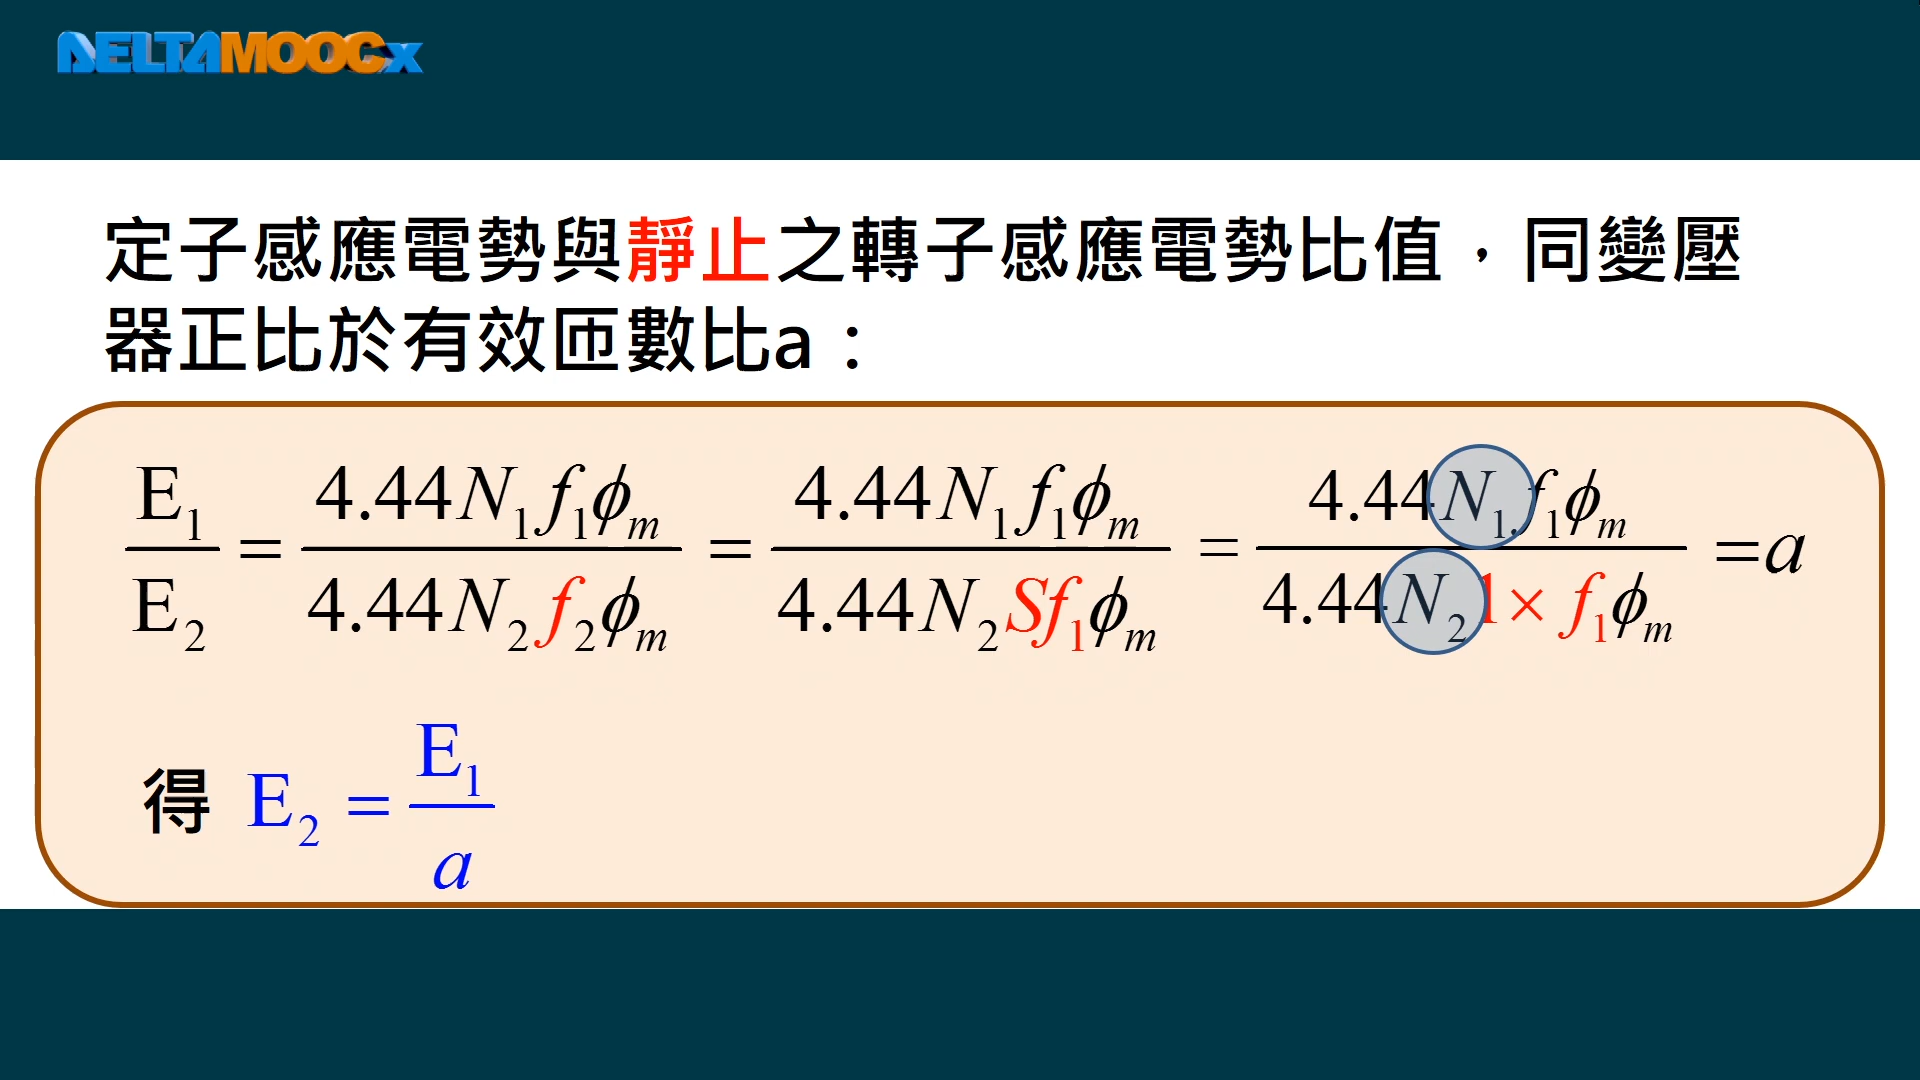 DELTAMOOCx
定子感應電勢與靜止之轉子感應電勢比值，同變壓
器正比於有效匝數比a：
E₁/E₂ = 4.44N₁f₁ϕₘ/4.44N₂f₂ϕₘ = 4.44N₁f₁ϕₘ/4.44N₂Sf₁ϕₘ = 4.44N₁f₁ϕₘ/4.44N₂1×f₁ϕₘ =a
得 E₂ = E₁/a